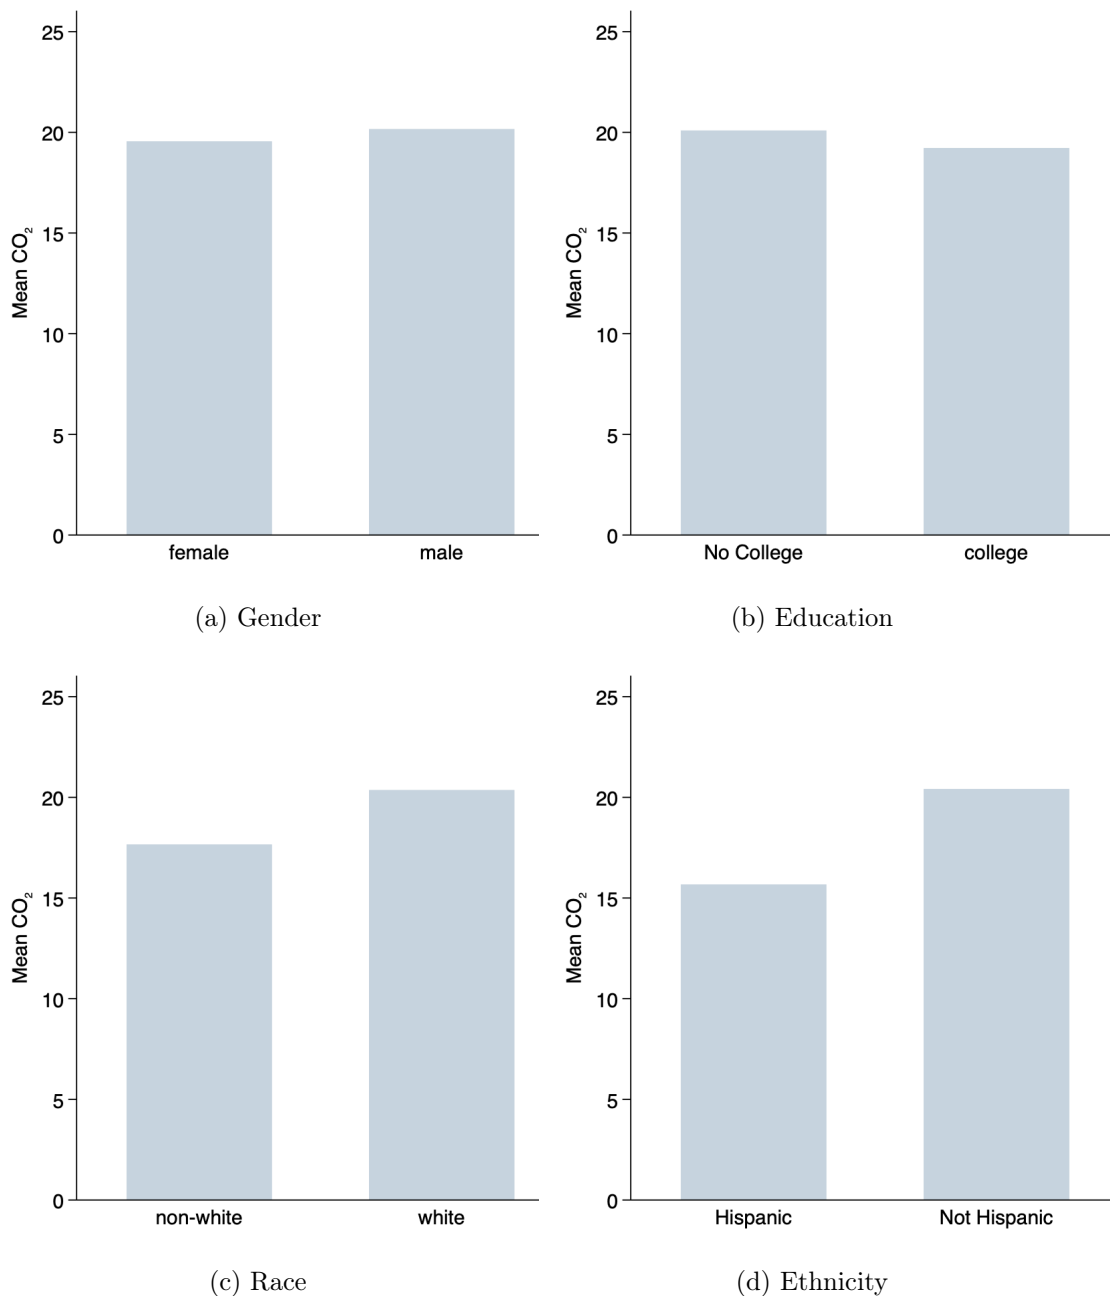 25
20
15
10
5
0
Mean CO₂
female male
(a) Gender
25
20
15
10
5
0
Mean CO₂
No College college
(b) Education
25
20
15
10
5
0
Mean CO₂
non-white white
(c) Race
25
20
15
10
5
0
Mean CO₂
Hispanic Not Hispanic
(d) Ethnicity